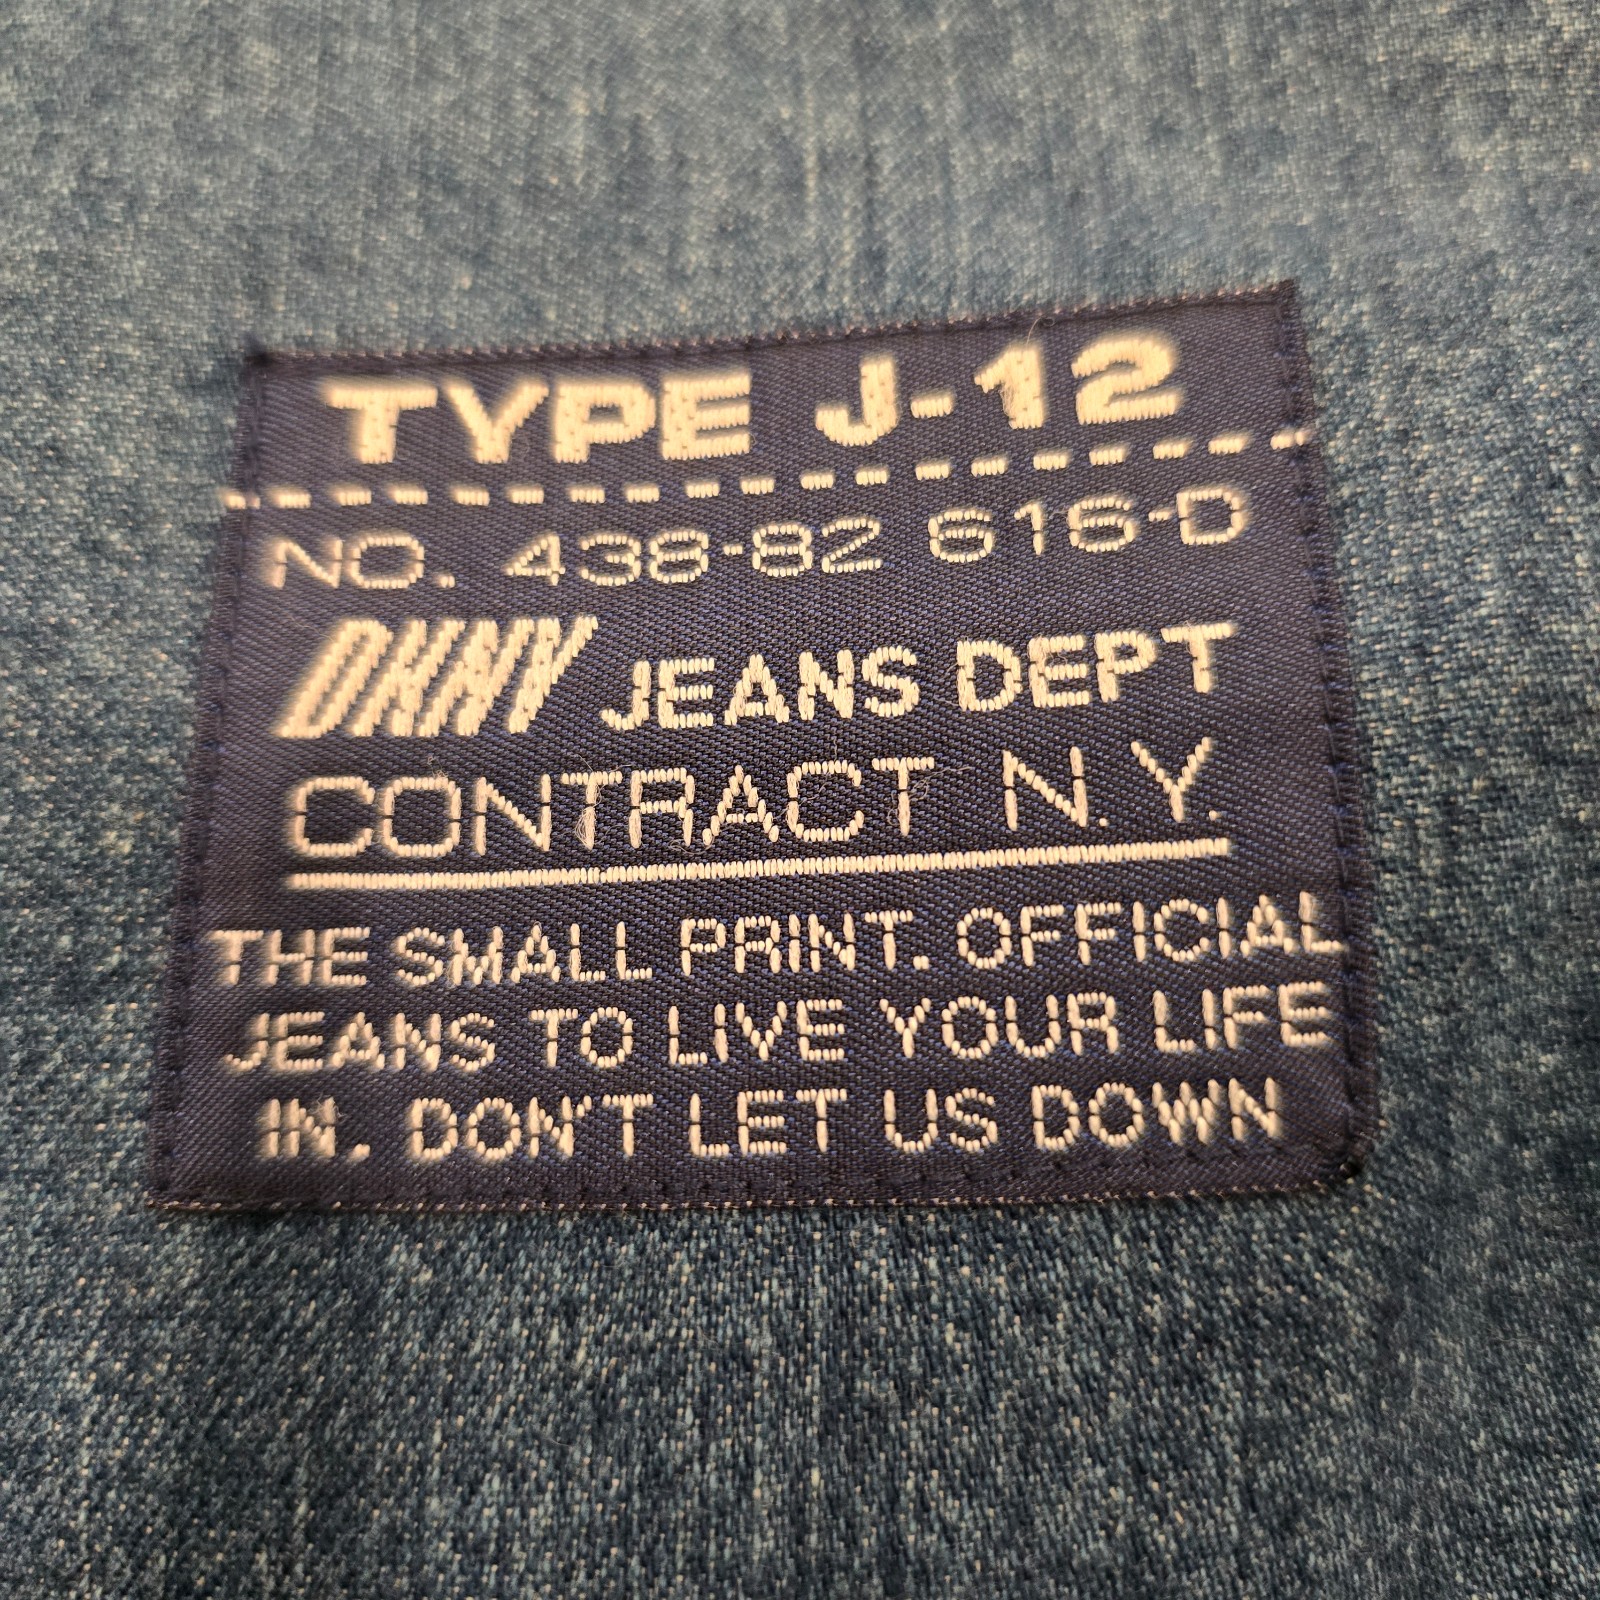 TYPE J-12
NO. 438-82 616-D
DKNY JEANS DEPT
CONTRACT N.Y.
THE SMALL PRINT. OFFICIAL
JEANS TO LIVE YOUR LIFE
IN. DON'T LET US DOWN